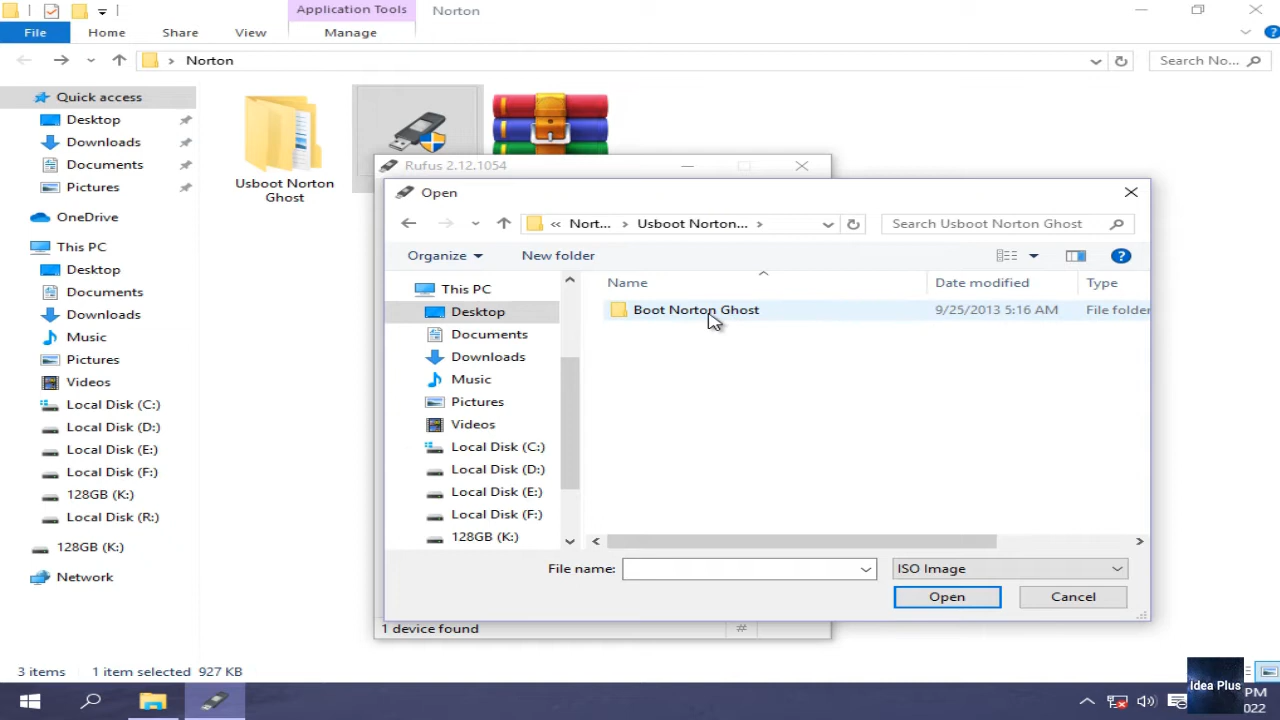 Application Tools
Norton
File
Home
Share
View
Manage
Norton
Search No...
Quick access
Desktop
Downloads
Documents
Pictures
OneDrive
This PC
Desktop
Documents
Downloads
Music
Pictures
Videos
Local Disk (C:)
Local Disk (D:)
Local Disk (E:)
Local Disk (F:)
128GB (K:)
Local Disk (R:)
128GB (K:)
Network
Usboot Norton
Ghost
Rufus 2.12.1054
Open
« Nort... Usboot Norton...
Search Usboot Norton Ghost
Organize
New folder
This PC
Desktop
Documents
Downloads
Music
Pictures
Videos
Local Disk (C:)
Local Disk (D:)
Local Disk (E:)
Local Disk (F:)
128GB (K:)
Name
Date modified
Type
Boot Norton Ghost
9/25/2013 5:16 AM
File folder
File name:
ISO Image
Open
Cancel
1 device found
#
3 items
1 item selected 927 KB
Idea Plus
PM
022